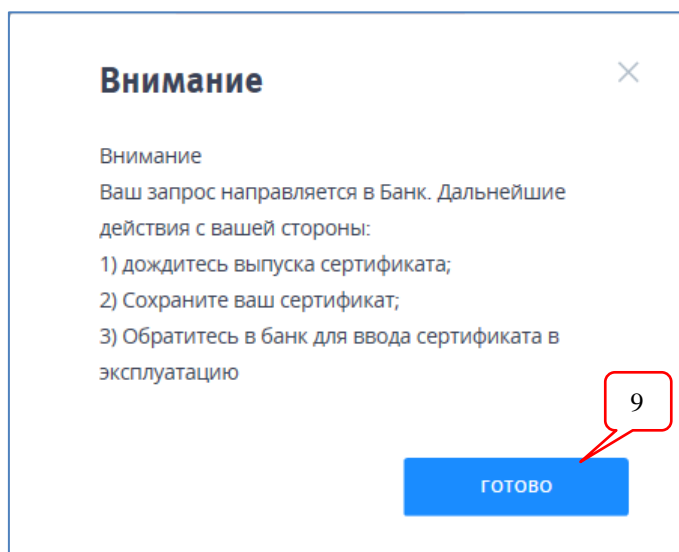 Внимание
Внимание
Ваш запрос направляется в Банк. Дальнейшие
действия с вашей стороны:
1) дождитесь выпуска сертификата;
2) Сохраните ваш сертификат;
3) Обратитесь в банк для ввода сертификата в
эксплуатацию
9
ГОТОВО